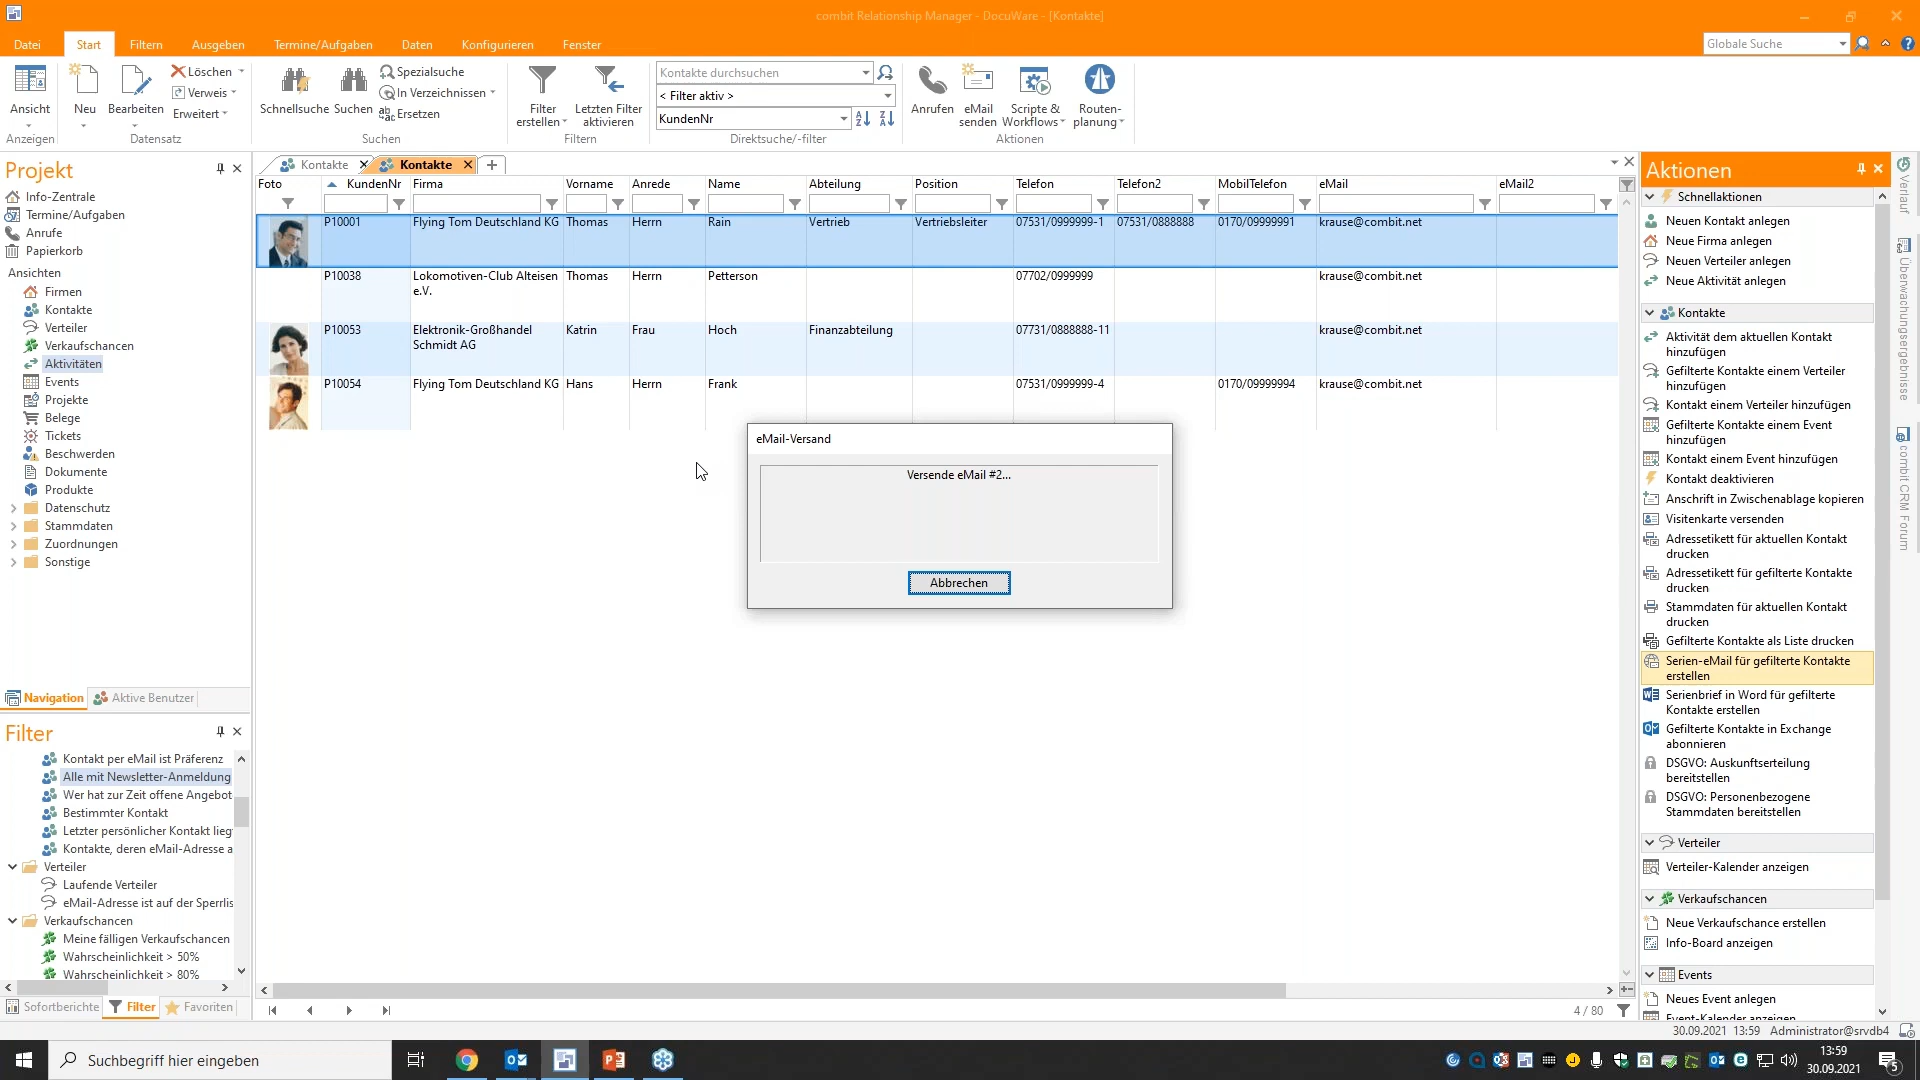 combit Relationship Manager - DocuWare - [Kontakte]
Datei
Start
Filtern
Ausgeben
Termine/Aufgaben
Daten
Konfigurieren
Fenster
Globale Suche
Ansicht
Anzeigen
Neu
Bearbeiten
Löschen
Verweis
Erweitert
Datensatz
Schnellsuche
Suchen
Spezialsuche
In Verzeichnissen
Ersetzen
Suchen
Filter erstellen
Letzten Filter aktivieren
Filtern
Kontakte durchsuchen
< Filter aktiv >
KundenNr
Direktsuche/-filter
Anrufen
eMail senden
Scripte & Workflows
Routen-planung
Aktionen
Projekt
Info-Zentrale
Termine/Aufgaben
Anrufe
Papierkorb
Ansichten
Firmen
Kontakte
Verteiler
Verkaufschancen
Aktivitäten
Events
Projekte
Belege
Tickets
Beschwerden
Dokumente
Produkte
Datenschutz
Stammdaten
Zuordnungen
Sonstige
Navigation
Aktive Benutzer
Filter
Kontakt per eMail ist Präferenz
Alle mit Newsletter-Anmeldung
Wer hat zur Zeit offene Angebot
Bestimmter Kontakt
Letzter persönlicher Kontakt lieg
Kontakte, deren eMail-Adresse a
Verteiler
Laufende Verteiler
eMail-Adresse ist auf der Sperrlis
Verkaufschancen
Meine fälligen Verkaufschancen
Wahrscheinlichkeit > 50%
Wahrscheinlichkeit > 80%
Sofortberichte
Filter
Favoriten
Kontakte
Kontakte
Foto KundenNr Firma Vorname Anrede Name Abteilung Position Telefon Telefon2 MobilTelefon eMail eMail2
P10001 Flying Tom Deutschland KG Thomas Herrn Rain Vertrieb Vertriebsleiter 07531/0999999-1 07531/0888888 0170/09999991 krause@combit.net
P10038 Lokomotiven-Club Alteisen Thomas Herrn Petterson 07702/0999999 krause@combit.net
e.V.
P10053 Elektronik-Großhandel Katrin Frau Hoch Finanzabteilung 07731/0888888-11 krause@combit.net
Schmidt AG
P10054 Flying Tom Deutschland KG Hans Herrn Frank 07531/0999999-4 0170/09999994 krause@combit.net
eMail-Versand
Versende eMail #2...
Abbrechen
4 / 80
Aktionen
Schnellaktionen
Neuen Kontakt anlegen
Neue Firma anlegen
Neuen Verteiler anlegen
Neue Aktivität anlegen
Kontakte
Aktivität dem aktuellen Kontakt
hinzufügen
Gefilterte Kontakte einem Verteiler
hinzufügen
Kontakt einem Verteiler hinzufügen
Gefilterte Kontakte einem Event
hinzufügen
Kontakt einem Event hinzufügen
Kontakt deaktivieren
Anschrift in Zwischenablage kopieren
Visitenkarte versenden
Adressetikett für aktuellen Kontakt
drucken
Adressetikett für gefilterte Kontakte
drucken
Stammdaten für aktuellen Kontakt
drucken
Gefilterte Kontakte als Liste drucken
Serien-eMail für gefilterte Kontakte
erstellen
Serienbrief in Word für gefilterte
Kontakte erstellen
Gefilterte Kontakte in Exchange
abonnieren
DSGVO: Auskunftserteilung
bereitstellen
DSGVO: Personenbezogene
Stammdaten bereitstellen
Verteiler
Verteiler-Kalender anzeigen
Verkaufschancen
Neue Verkaufschance erstellen
Info-Board anzeigen
Events
Neues Event anlegen
Event-Kalender anzeigen
Verlauf
Überwachungsergebnisse
combit CRM Forum
30.09.2021 13:59 Administrator@srvdb4
Suchbegriff hier eingeben
13:59
30.09.2021
5